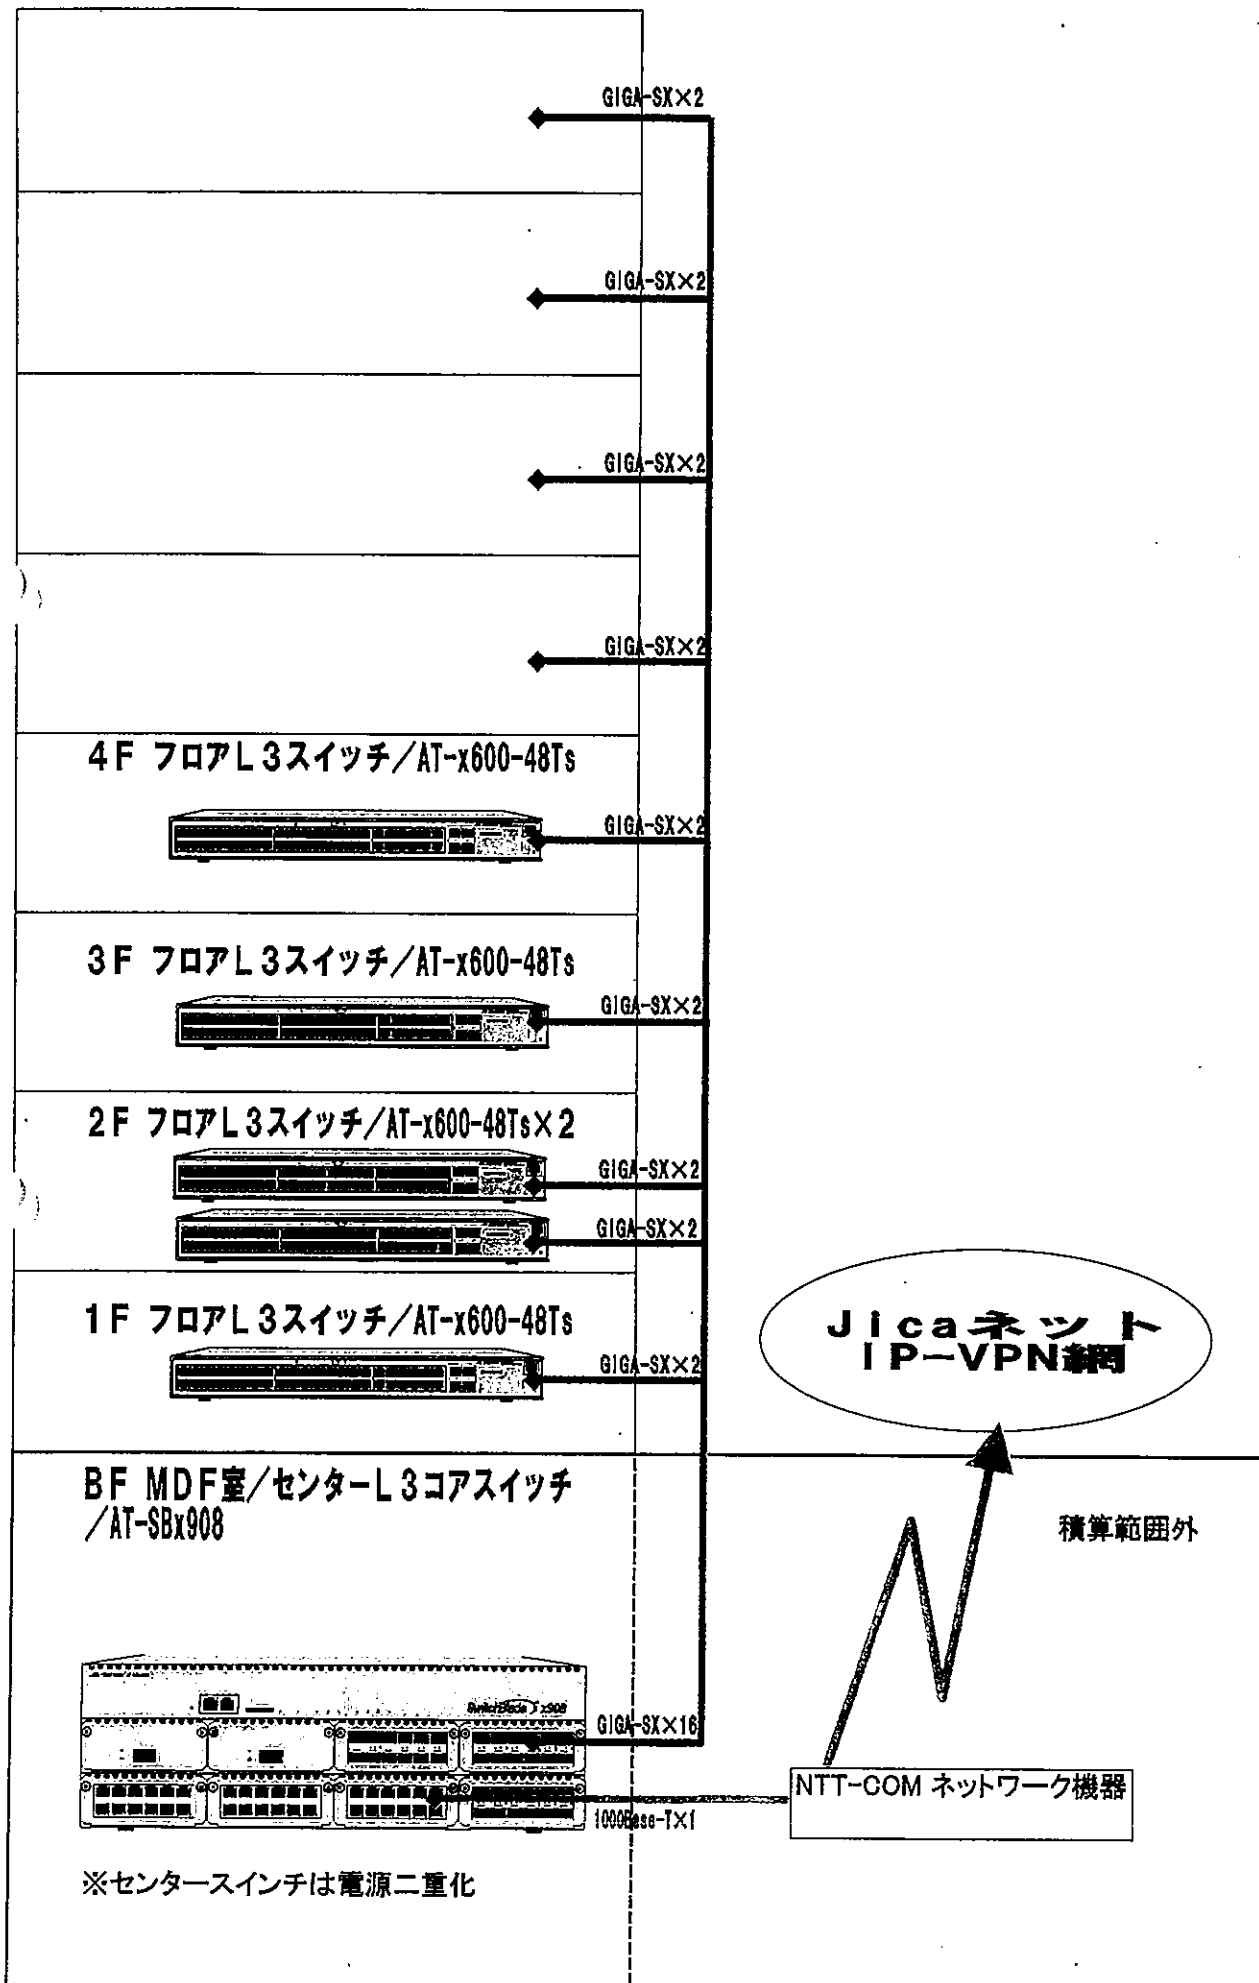 GIGA-SX×2
GIGA-SX×2
GIGA-SX×2
GIGA-SX×2
4F フロアL3スイッチ/AT-x600-48Ts
GIGA-SX×2
3F フロアL3スイッチ/AT-x600-48Ts
GIGA-SX×2
2F フロアL3スイッチ/AT-x600-48Ts×2
GIGA-SX×2
GIGA-SX×2
1F フロアL3スイッチ/AT-x600-48Ts
GIGA-SX×2
Jicaネット
IP-VPN網
BF MDF室/センターL3コアスイッチ
/AT-SBx908
積算範囲外
SwitchBlade x908
GIGA-SX×16
NTT-COM ネットワーク機器
1000Base-T×1
※センタースインチは電源二重化